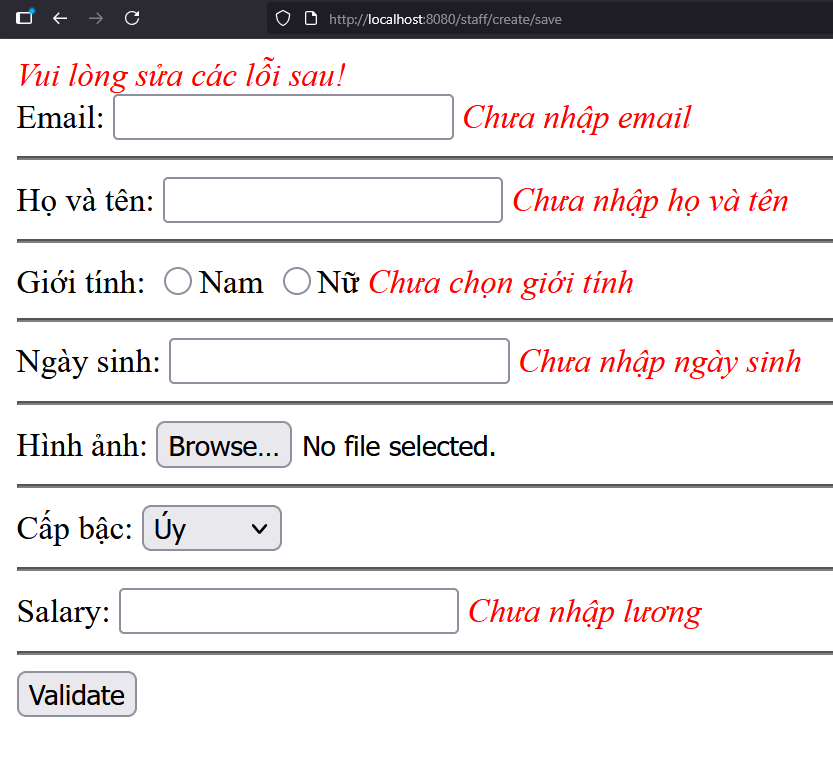 http://localhost:8080/staff/create/save
Vui lòng sửa các lỗi sau!
Email: Chưa nhập email
Họ và tên: Chưa nhập họ và tên
Giới tính: Nam Nữ Chưa chọn giới tính
Ngày sinh: Chưa nhập ngày sinh
Hình ảnh: Browse... No file selected.
Cấp bậc: Úy
Salary: Chưa nhập lương
Validate